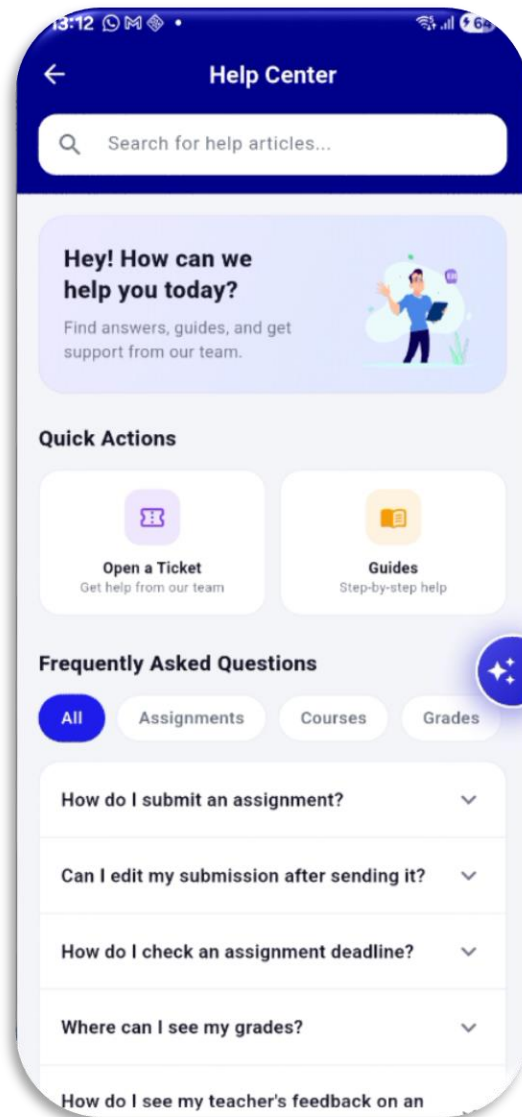 13:12
64
Help Center
Search for help articles...
Hey! How can we
help you today?
Find answers, guides, and get
support from our team.
Quick Actions
Open a Ticket
Get help from our team
Guides
Step-by-step help
Frequently Asked Questions
All
Assignments
Courses
Grades
How do I submit an assignment?
Can I edit my submission after sending it?
How do I check an assignment deadline?
Where can I see my grades?
How do I see my teacher's feedback on an